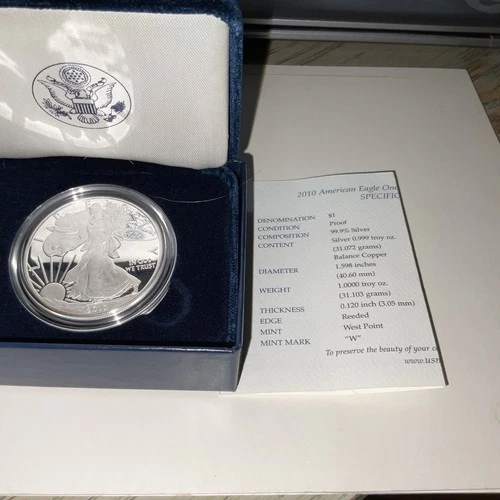 IN GOD
WE TRUST
2010 American Eagle One
SPECIFIC
DENOMINATION $1
CONDITION Proof
COMPOSITION 99.9% Silver
CONTENT Silver 0.999 troy oz.
(31.072 grams)
Balance Copper
DIAMETER 1.598 inches
(40.60 mm)
WEIGHT 1.0000 troy oz.
(31.103 grams)
THICKNESS 0.120 inch (3.05 mm)
EDGE Reeded
MINT West Point
MINT MARK "W"
To preserve the beauty of your
www.usm